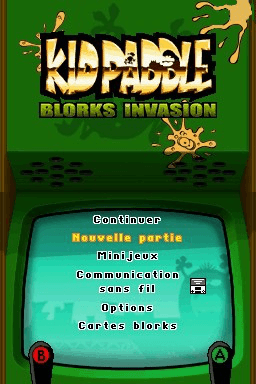 KID PADDLE
BLORKS INVASION
Continuer
Nouvelle partie
Minijeux
Communication
sans fil
Options
Cartes blorks
B
A